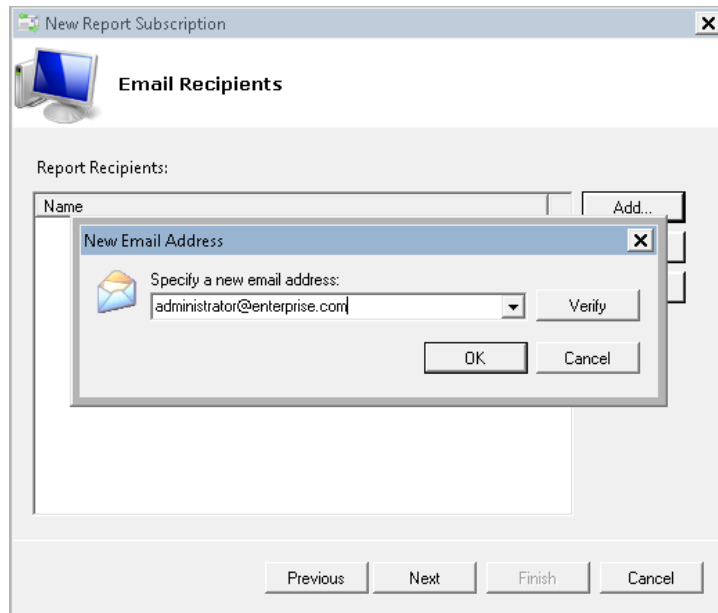 New Report Subscription
Email Recipients
Report Recipients:
Name
Add...
New Email Address
Specify a new email address:
administrator@enterprise.com
Verify
OK
Cancel
Previous
Next
Finish
Cancel